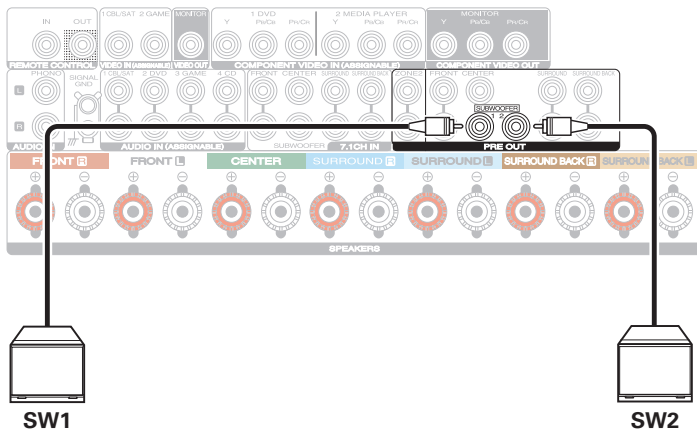 1 DVD 2 MEDIA PLAYER MONITOR
IN OUT 1 CBL/SAT 2 GAME MONITOR Y PB/CB PR/CR Y PB/CB PR/CR Y PB/CB PR/CR
REMOTE CONTROL VIDEO IN (ASSIGNABLE) VIDEO OUT COMPONENT VIDEO IN (ASSIGNABLE) COMPONENT VIDEO OUT
PHONO SIGNAL GND 1 CBL/SAT 2 DVD 3 GAME 4 CD FRONT CENTER SURROUND SURROUND BACK ZONE2 FRONT CENTER SURROUND SURROUND BACK
L
SUBWOOFER
1 2
R
AUDIO IN (ASSIGNABLE) SUBWOOFER 7.1CH IN PRE OUT
FRONT R FRONT L CENTER SURROUND R SURROUND L SURROUND BACK R SURROUND BACK L
+ − + − + − + − + − + − + −
SPEAKERS
SW1 SW2